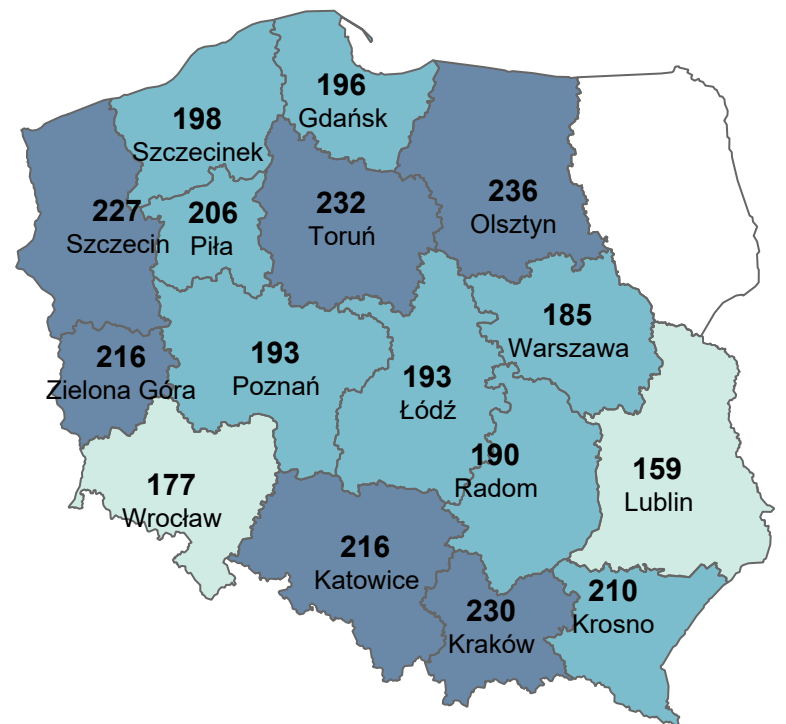 196
Gdańsk
198
Szczecinek
236
Olsztyn
232
Toruń
227
Szczecin
206
Piła
185
Warszawa
216
Zielona Góra
193
Poznań
193
Łódź
190
Radom
159
Lublin
177
Wrocław
216
Katowice
210
Krosno
230
Kraków